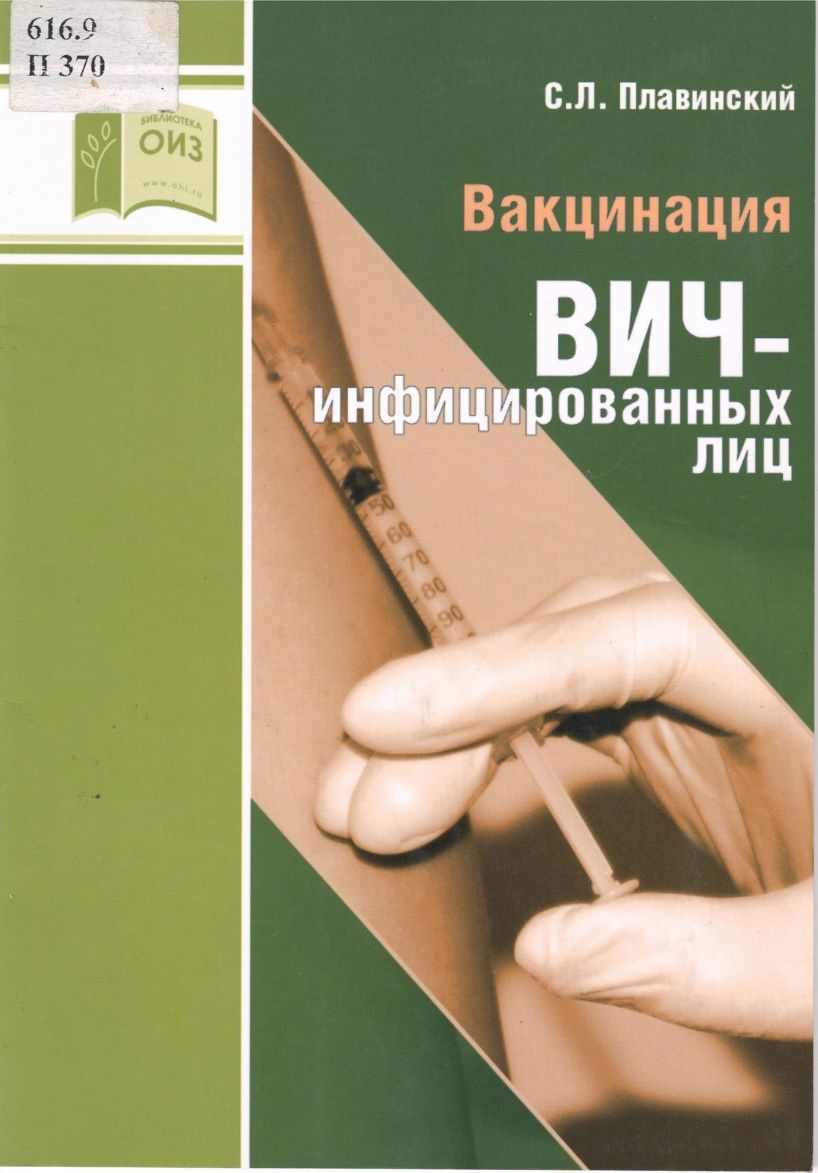 616.9
П 370
БИБЛИОТЕКА
ОИЗ
www.ohi.ru
С.Л. Плавинский
Вакцинация
ВИЧ-
инфицированных
лиц
30
50
60
70
80
90